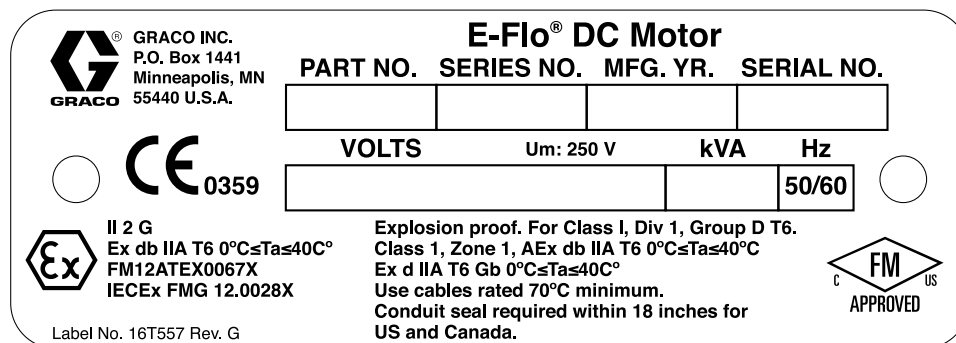 GRACO
®
GRACO INC.
P.O. Box 1441
Minneapolis, MN
55440 U.S.A.
E-Flo® DC Motor
PART NO. SERIES NO. MFG. YR. SERIAL NO.
VOLTS Um: 250 V kVA Hz
50/60
CE 0359
Ex
II 2 G
Ex db IIA T6 0°C≤Ta≤40C°
FM12ATEX0067X
IECEx FMG 12.0028X
Explosion proof. For Class I, Div 1, Group D T6.
Class 1, Zone 1, AEx db IIA T6 0°C≤Ta≤40°C
Ex d IIA T6 Gb 0°C≤Ta≤40C°
Use cables rated 70°C minimum.
Conduit seal required within 18 inches for
US and Canada.
FM
C US
APPROVED
Label No. 16T557 Rev. G